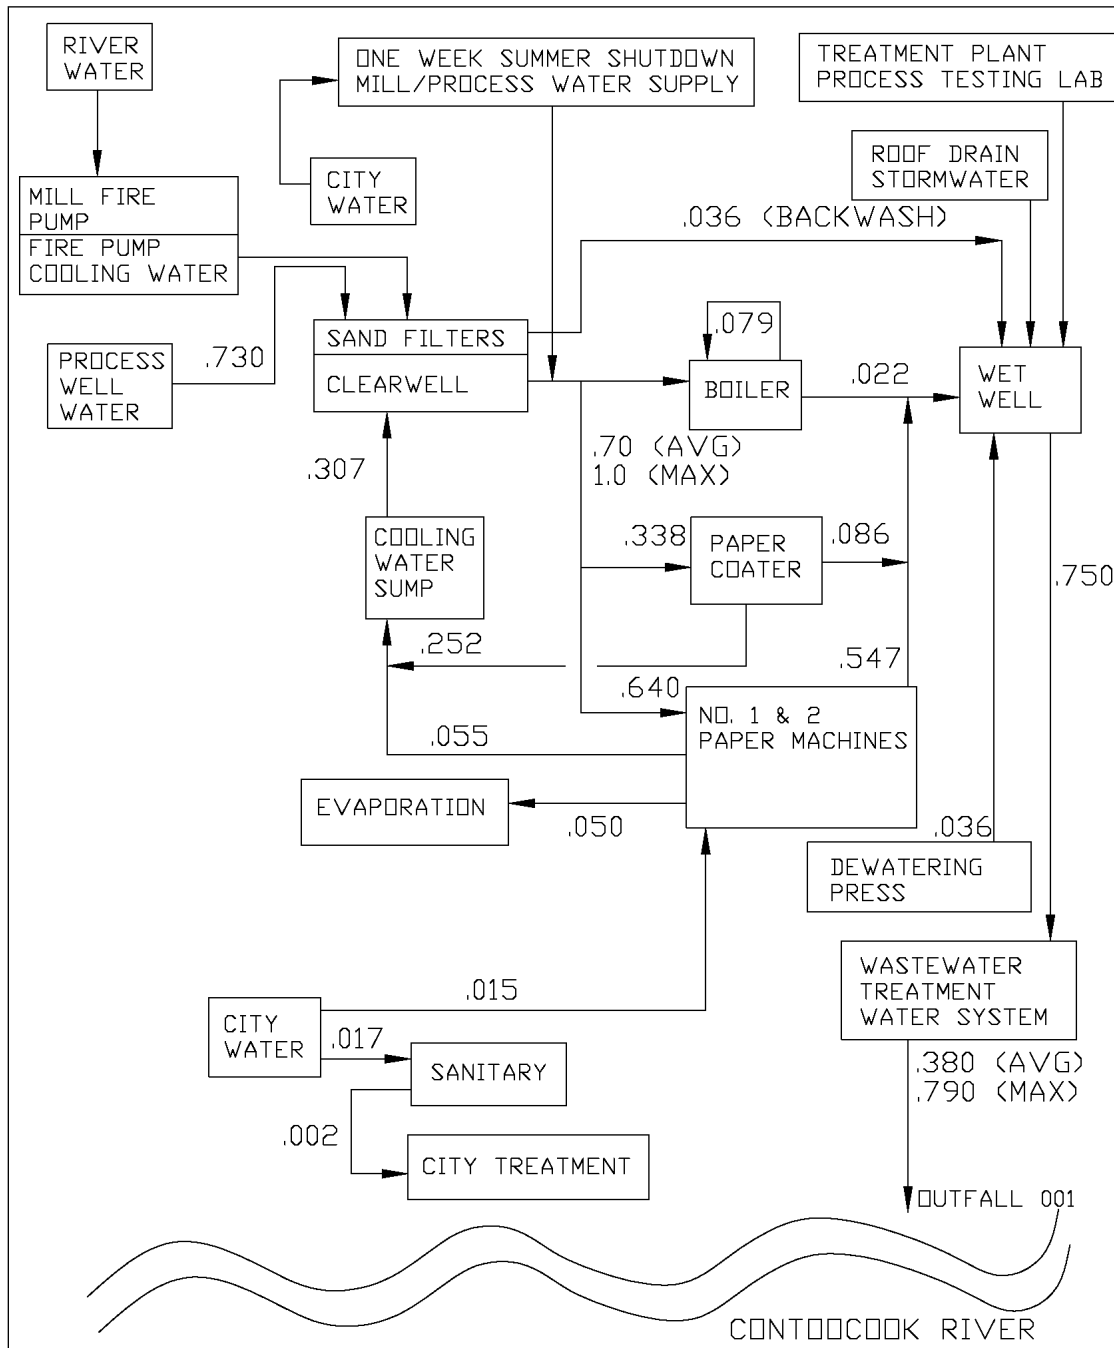 RIVER
WATER
ONE WEEK SUMMER SHUTDOWN
MILL/PROCESS WATER SUPPLY
TREATMENT PLANT
PROCESS TESTING LAB
ROOF DRAIN
STORMWATER
CITY
WATER
MILL FIRE
PUMP
FIRE PUMP
COOLING WATER
.036 (BACKWASH)
SAND FILTERS
CLEARWELL
PROCESS
WELL
WATER
.730
.079
BOILER
.022
WET
WELL
.70 (AVG)
1.0 (MAX)
.307
COOLING
WATER
SUMP
.338
PAPER
COATER
.086
.750
.252
.547
.640
NO. 1 & 2
PAPER MACHINES
.055
EVAPORATION
.050
.036
DEWATERING
PRESS
WASTEWATER
TREATMENT
WATER SYSTEM
.015
CITY
WATER
.017
SANITARY
.380 (AVG)
.790 (MAX)
.002
CITY TREATMENT
OUTFALL 001
CONTOOCOOK RIVER